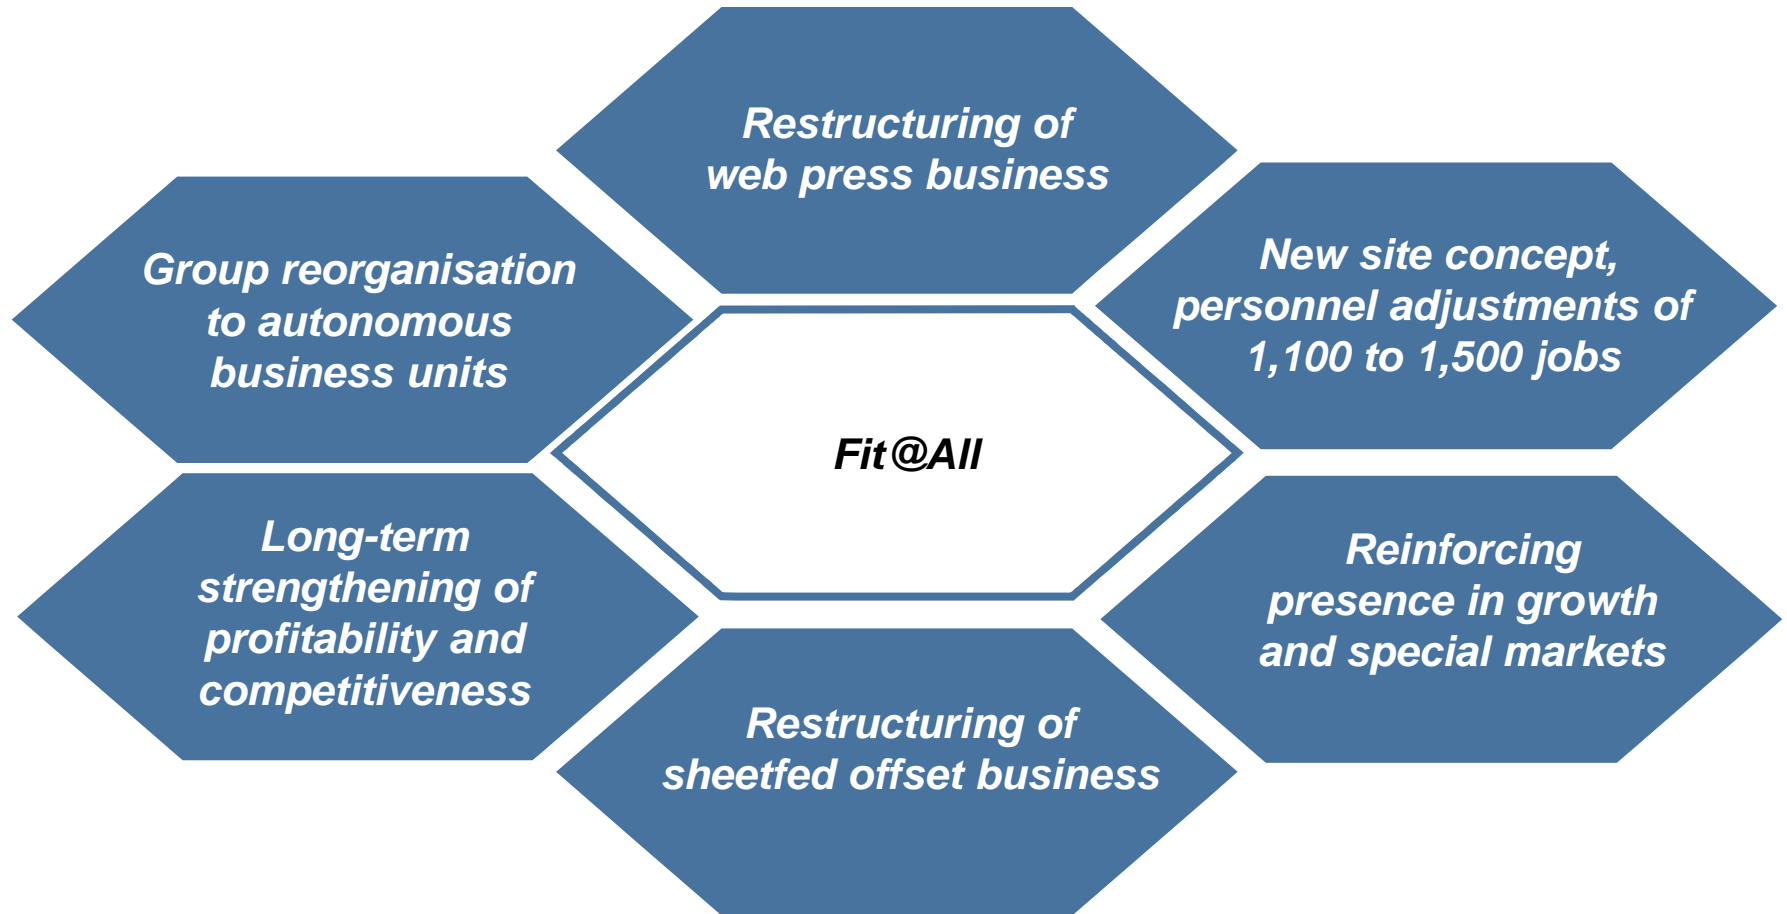 Restructuring of
web press business
Group reorganisation
to autonomous
business units
New site concept,
personnel adjustments of
1,100 to 1,500 jobs
Fit@All
Long-term
strengthening of
profitability and
competitiveness
Reinforcing
presence in growth
and special markets
Restructuring of
sheetfed offset business